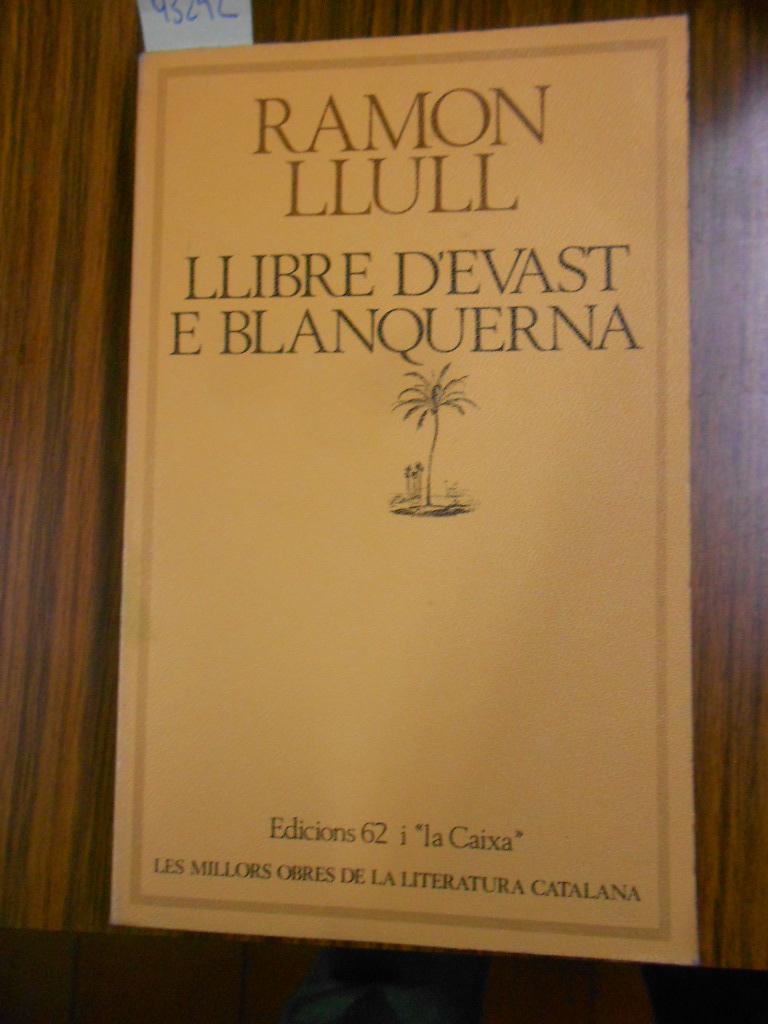 RAMON
LLULL
LLIBRE D'EVAST
E BLANQUERNA
Edicions 62 i "la Caixa"
LES MILLORS OBRES DE LA LITERATURA CATALANA